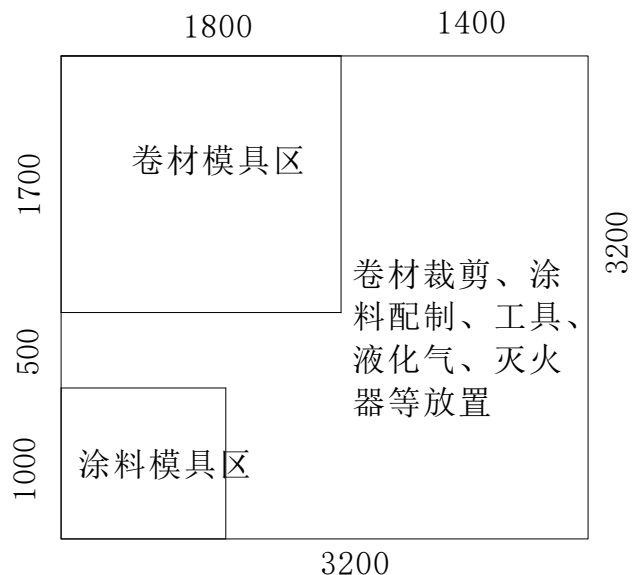 1800
1400
卷材模具区
1700
3200
卷材裁剪、涂
料配制、工具、
液化气、灭火
器等放置
500
涂料模具区
1000
3200